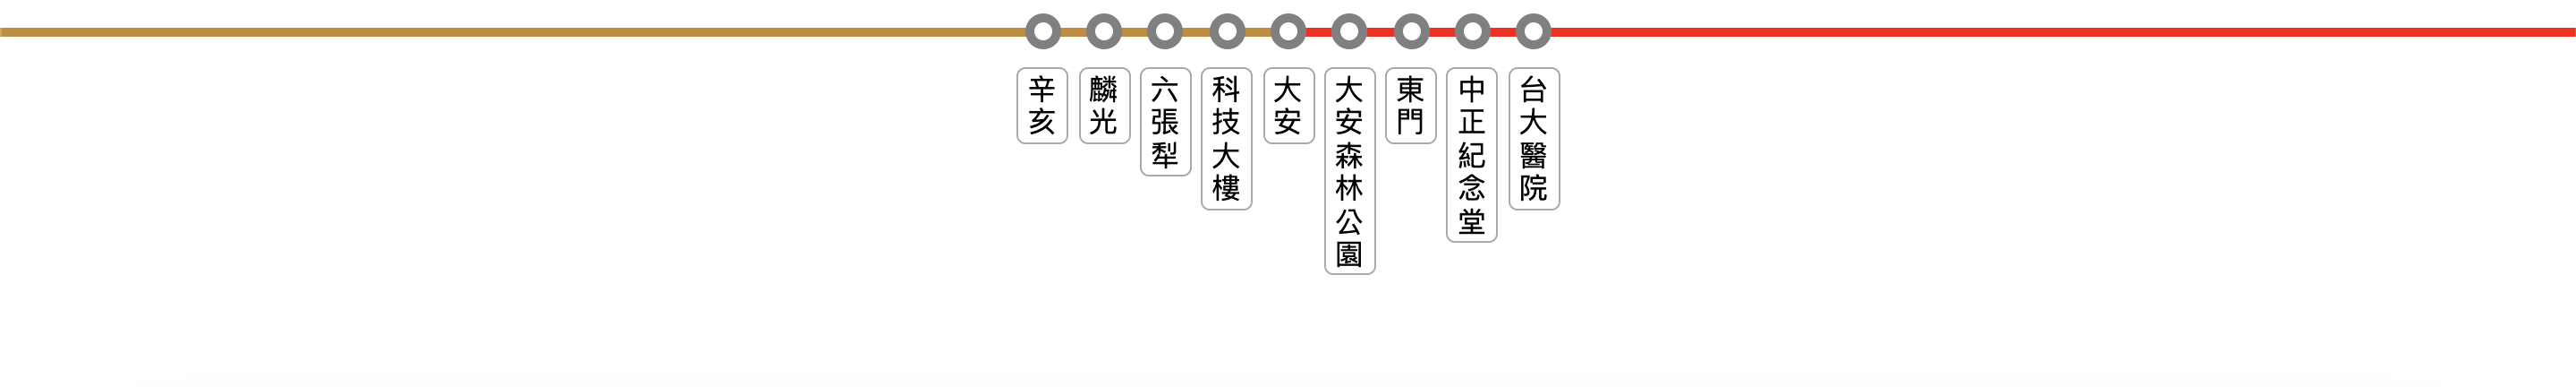 辛亥
麟光
六張犁
科技大樓
大安
大安森林公園
東門
中正紀念堂
台大醫院